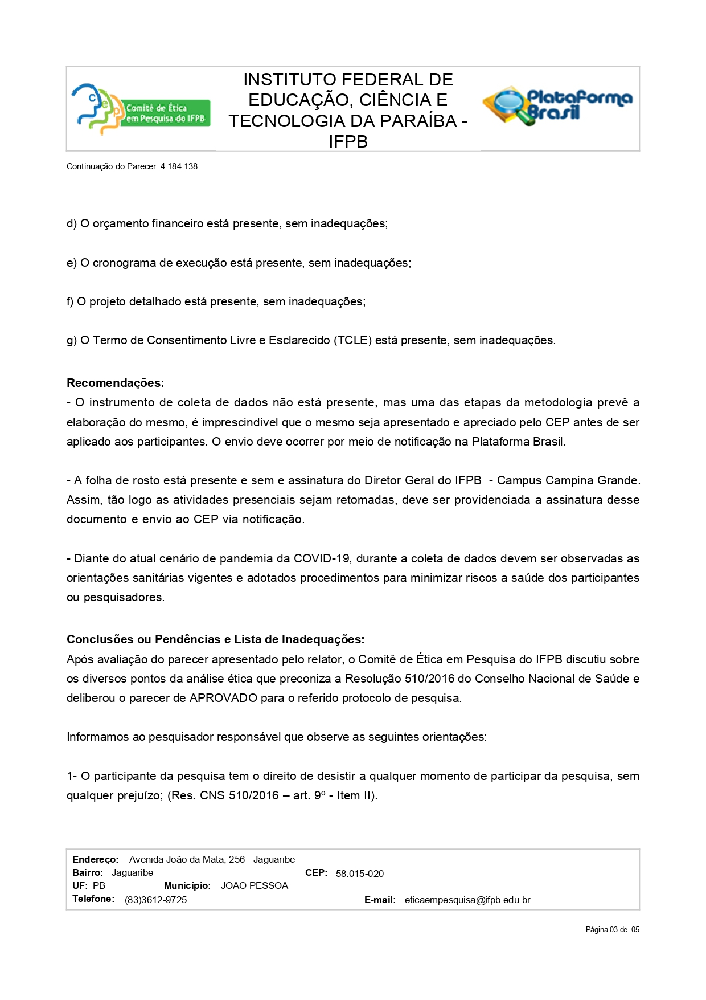 cep
Comitê de Ética
em Pesquisa do IFPB
INSTITUTO FEDERAL DE
EDUCAÇÃO, CIÊNCIA E
TECNOLOGIA DA PARAÍBA -
IFPB
Plataforma
Brasil
Continuação do Parecer: 4.184.138
d) O orçamento financeiro está presente, sem inadequações;
e) O cronograma de execução está presente, sem inadequações;
f) O projeto detalhado está presente, sem inadequações;
g) O Termo de Consentimento Livre e Esclarecido (TCLE) está presente, sem inadequações.
Recomendações:
- O instrumento de coleta de dados não está presente, mas uma das etapas da metodologia prevê a
elaboração do mesmo, é imprescindível que o mesmo seja apresentado e apreciado pelo CEP antes de ser
aplicado aos participantes. O envio deve ocorrer por meio de notificação na Plataforma Brasil.
- A folha de rosto está presente e sem e assinatura do Diretor Geral do IFPB - Campus Campina Grande.
Assim, tão logo as atividades presenciais sejam retomadas, deve ser providenciada a assinatura desse
documento e envio ao CEP via notificação.
- Diante do atual cenário de pandemia da COVID-19, durante a coleta de dados devem ser observadas as
orientações sanitárias vigentes e adotados procedimentos para minimizar riscos a saúde dos participantes
ou pesquisadores.
Conclusões ou Pendências e Lista de Inadequações:
Após avaliação do parecer apresentado pelo relator, o Comitê de Ética em Pesquisa do IFPB discutiu sobre
os diversos pontos da análise ética que preconiza a Resolução 510/2016 do Conselho Nacional de Saúde e
deliberou o parecer de APROVADO para o referido protocolo de pesquisa.
Informamos ao pesquisador responsável que observe as seguintes orientações:
1- O participante da pesquisa tem o direito de desistir a qualquer momento de participar da pesquisa, sem
qualquer prejuízo; (Res. CNS 510/2016 – art. 9º - Item II).
Endereço: Avenida João da Mata, 256 - Jaguaribe
Bairro: Jaguaribe CEP: 58.015-020
UF: PB Município: JOAO PESSOA
Telefone: (83)3612-9725 E-mail: eticaempesquisa@ifpb.edu.br
Página 03 de 05